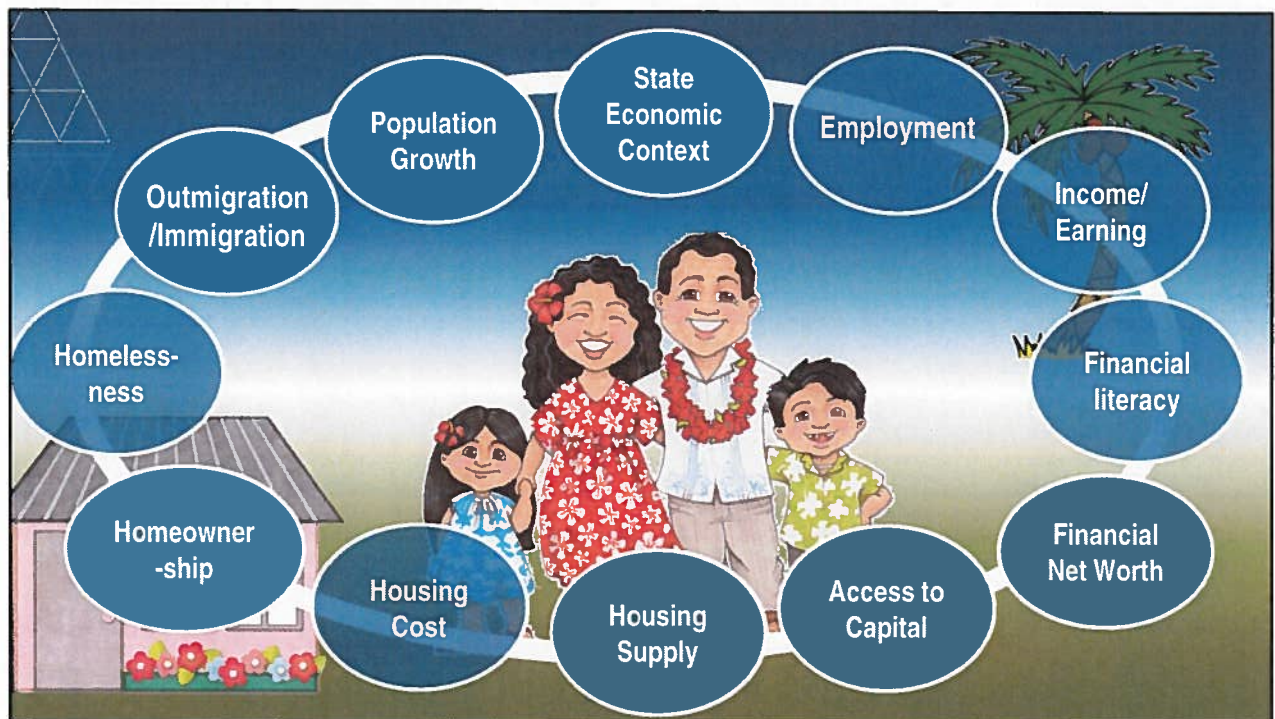 State
Economic
Context
Employment
Income/
Earning
Financial
literacy
Financial
Net Worth
Access to
Capital
Housing
Supply
Housing
Cost
Homeowner
-ship
Homeless-
ness
Outmigration
/Immigration
Population
Growth